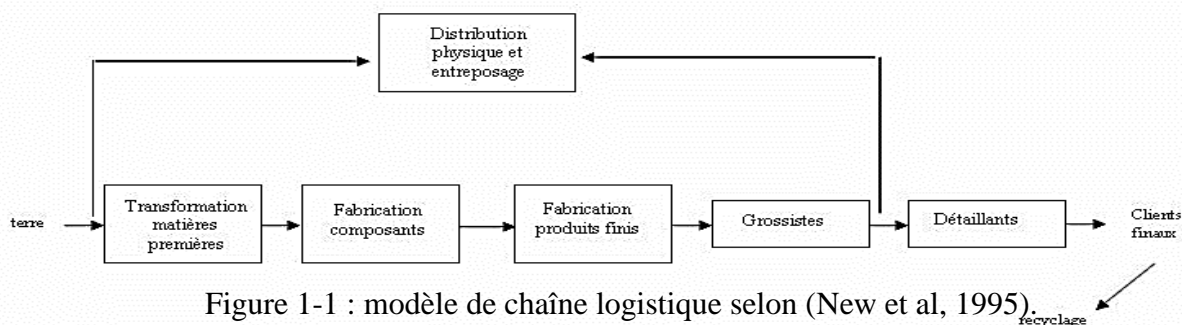 Distribution
physique et
entreposage
terre
Transformation
matières
premières
Fabrication
composants
Fabrication
produits finis
Grossistes
Détaillants
Clients
finaux
recyclage
Figure 1-1 : modèle de chaîne logistique selon (New et al, 1995).